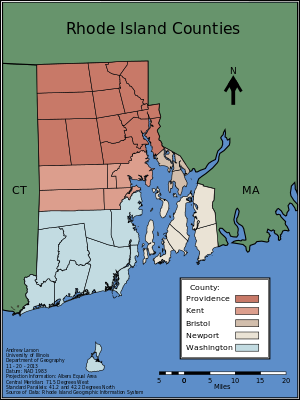 Rhode Island Counties
N
CT
MA
County:
Providence
Kent
Bristol
Newport
Washington
5 0 5 10 15 20
Miles
Andrew Larson
University of Illinois
Department of Geography
11 - 20 - 2013
Datum: NAD 1983
Projection Information: Albers Equal Area
Central Meridian: 71.5 Degrees West
Standard Parallels: 41.2 and 42.2 Degrees North
Source of Data: Rhode Island Geographic Information System